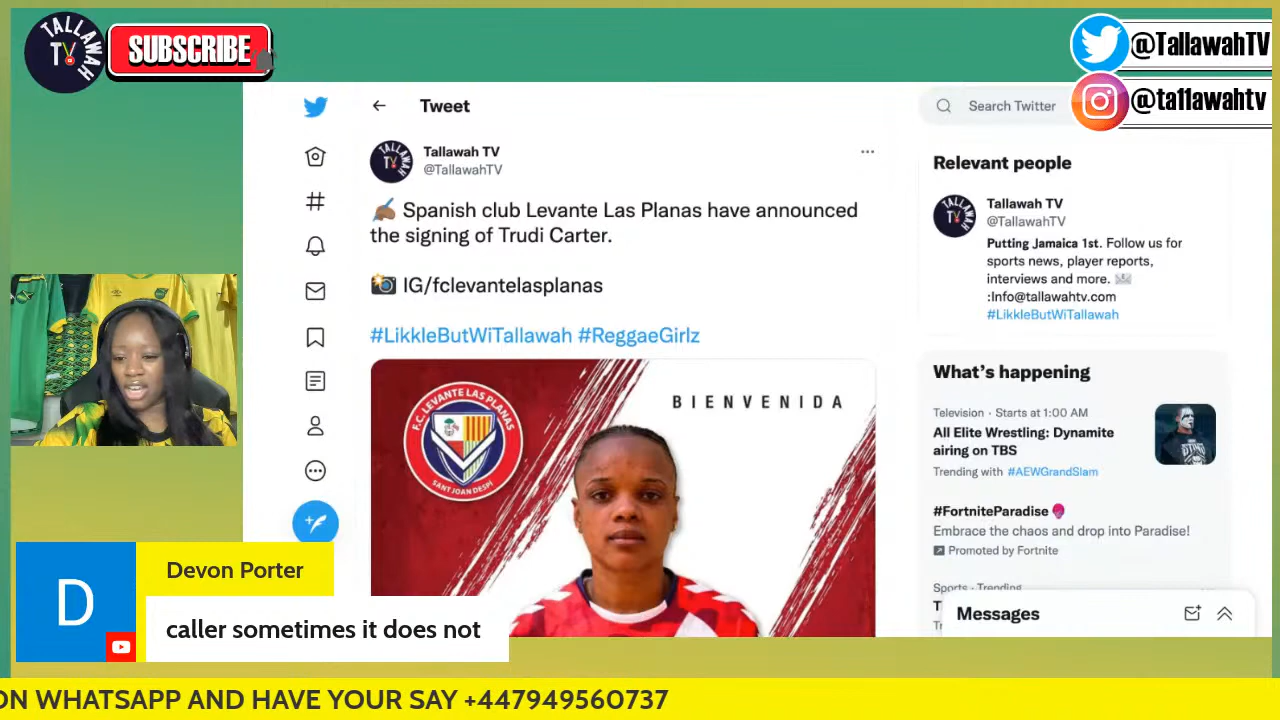 TALLAWAH
TV
SUBSCRIBE
@TallawahTV
@ta11awahtv
Tweet
Search Twitter
Tallawah TV
@TallawahTV
Spanish club Levante Las Planas have announced
the signing of Trudi Carter.
IG/fclevantelasplanas
#LikkleButWiTallawah #ReggaeGirlz
F.C. LEVANTE LAS PLANAS
SANT JOAN DESPI
BIENVENIDA
Relevant people
TALLAWAH
TV
Tallawah TV
@TallawahTV
Putting Jamaica 1st. Follow us for
sports news, player reports,
interviews and more.
:Info@tallawahtv.com
#LikkleButWiTallawah
What's happening
Television · Starts at 1:00 AM
All Elite Wrestling: Dynamite
airing on TBS
Trending with #AEWGrandSlam
#FortniteParadise
Embrace the chaos and drop into Paradise!
Promoted by Fortnite
Sports · Trending
Messages
D
Devon Porter
caller sometimes it does not
ON WHATSAPP AND HAVE YOUR SAY +447949560737